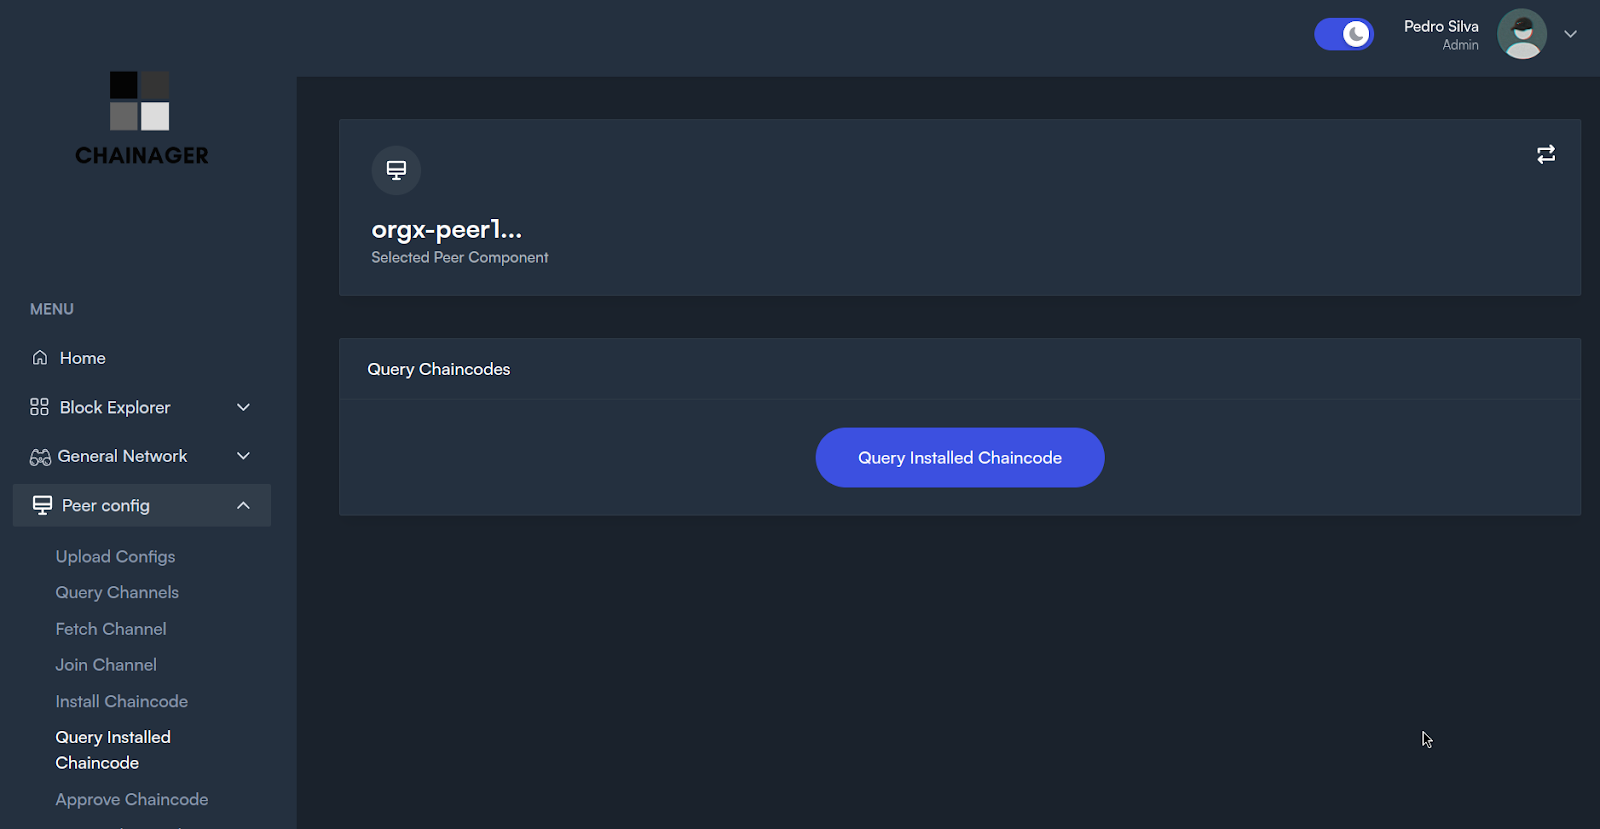 Pedro Silva
Admin
CHAINAGER
orgx-peer1...
Selected Peer Component
MENU
Home
Block Explorer
General Network
Peer config
Upload Configs
Query Channels
Fetch Channel
Join Channel
Install Chaincode
Query Installed
Chaincode
Approve Chaincode
Query Chaincodes
Query Installed Chaincode